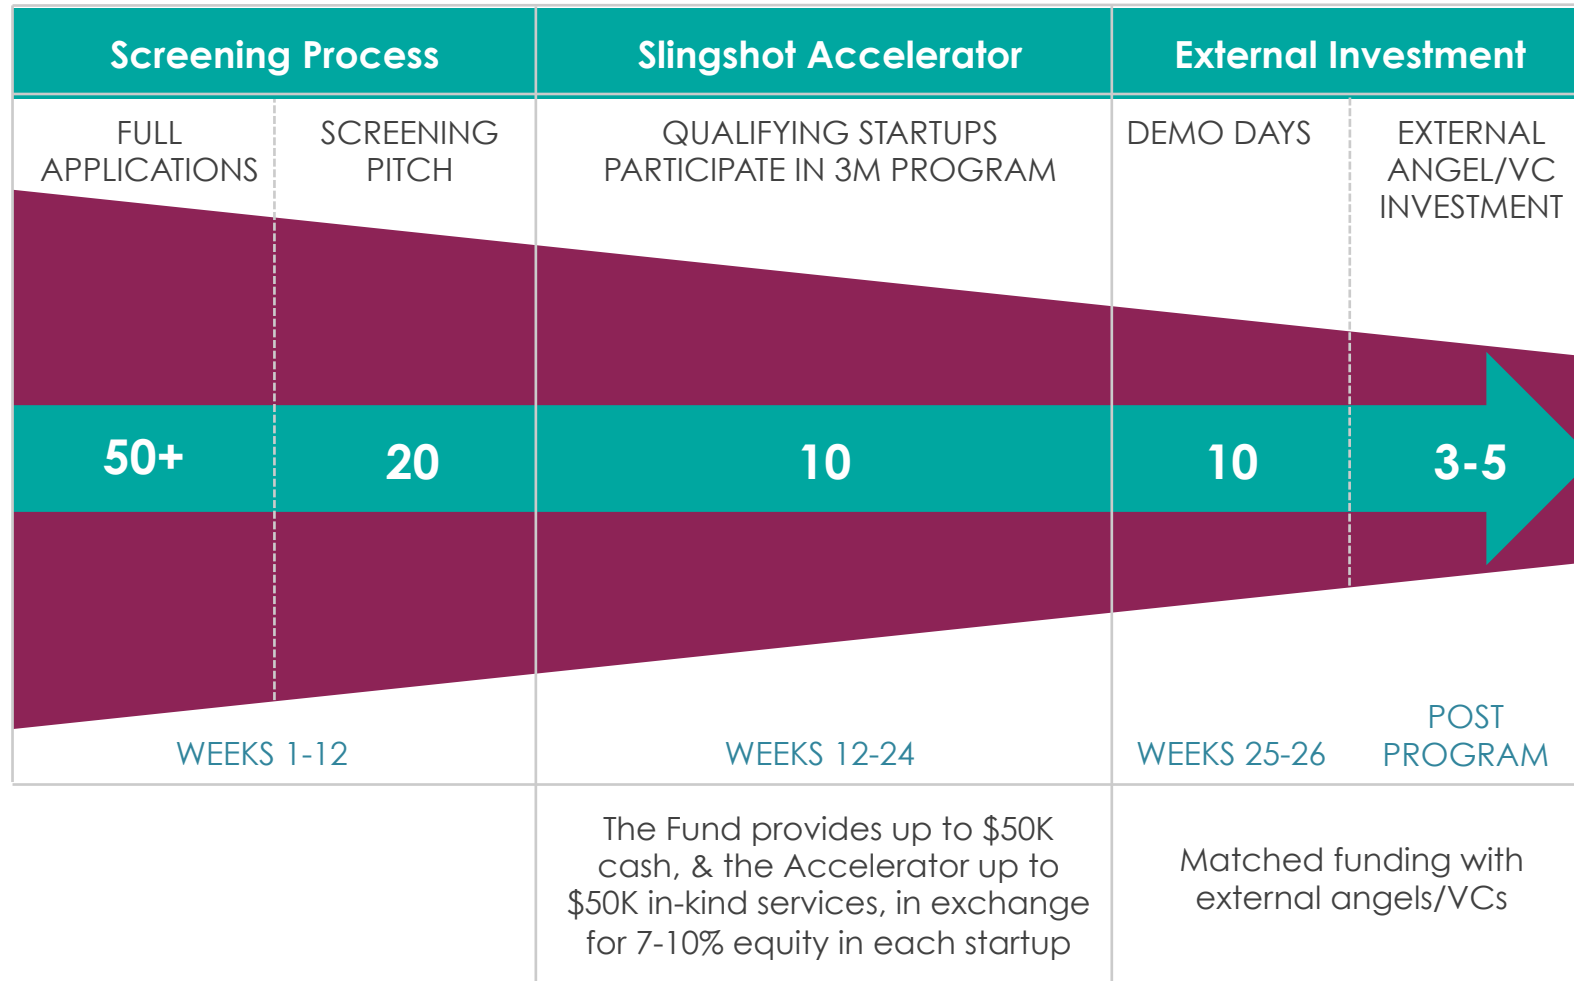 Screening Process
Slingshot Accelerator
External Investment
FULL
APPLICATIONS
SCREENING
PITCH
QUALIFYING STARTUPS
PARTICIPATE IN 3M PROGRAM
DEMO DAYS
EXTERNAL
ANGEL/VC
INVESTMENT
50+
20
10
10
3-5
WEEKS 1-12
WEEKS 12-24
WEEKS 25-26
POST
PROGRAM
The Fund provides up to $50K
cash, & the Accelerator up to
$50K in-kind services, in exchange
for 7-10% equity in each startup
Matched funding with
external angels/VCs